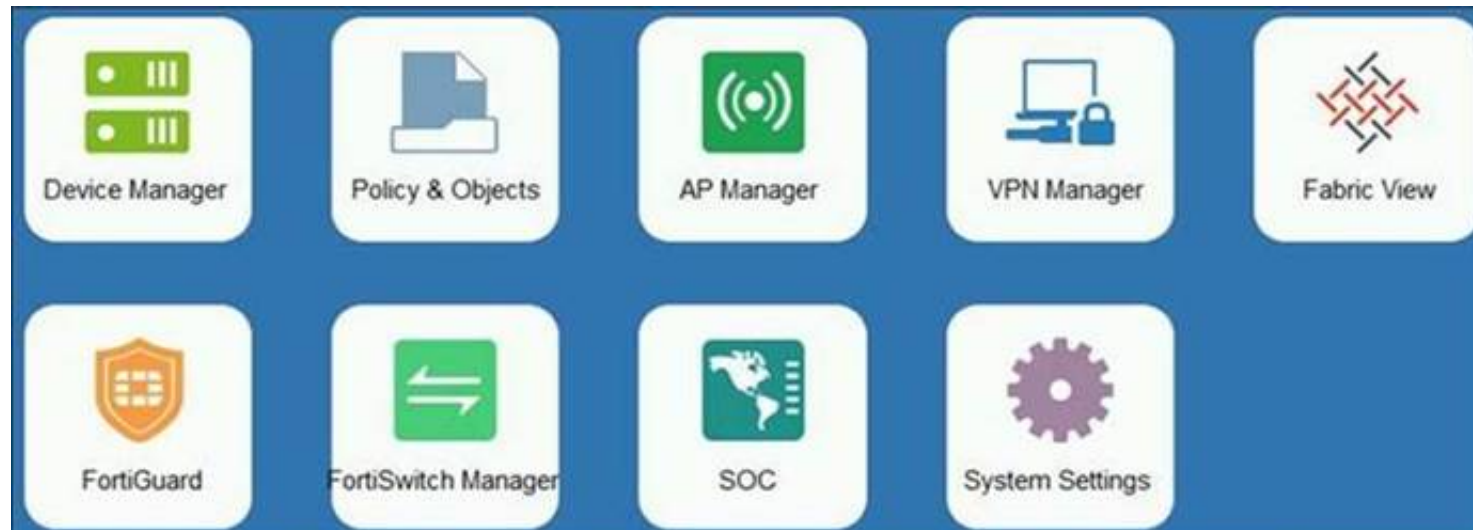 Device Manager
Policy & Objects
AP Manager
VPN Manager
Fabric View
FortiGuard
FortiSwitch Manager
SOC
System Settings